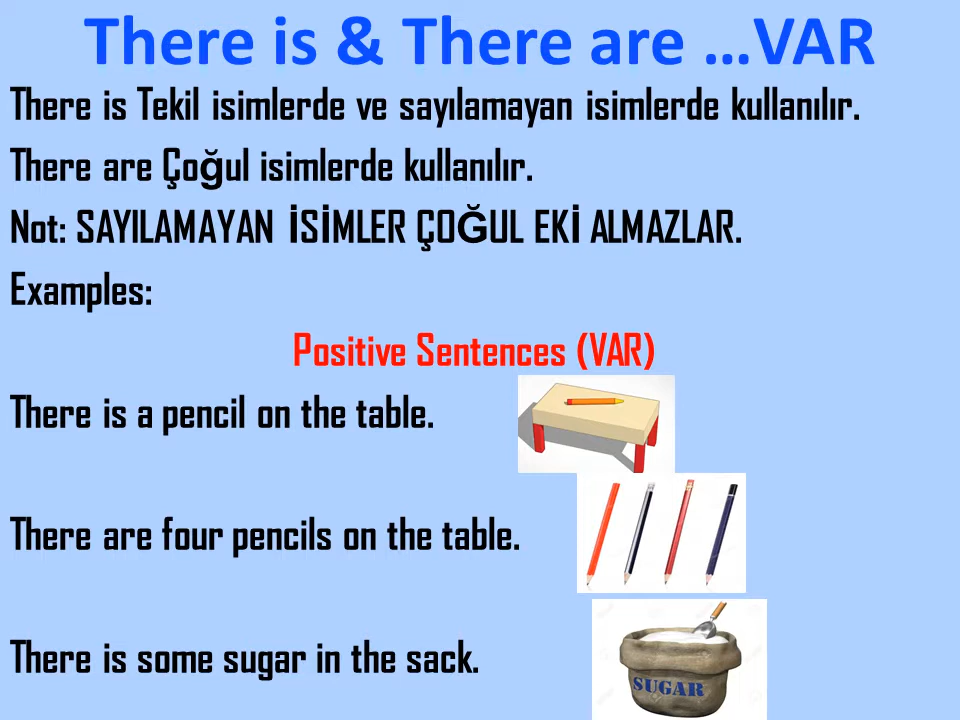 There is & There are ...VAR
There is Tekil isimlerde ve sayılamayan isimlerde kullanılır.
There are Çoğul isimlerde kullanılır.
Not: SAYILAMAYAN İSİMLER ÇOĞUL EKİ ALMAZLAR.
Examples:
Positive Sentences (VAR)
There is a pencil on the table.
There are four pencils on the table.
There is some sugar in the sack.
SUGAR